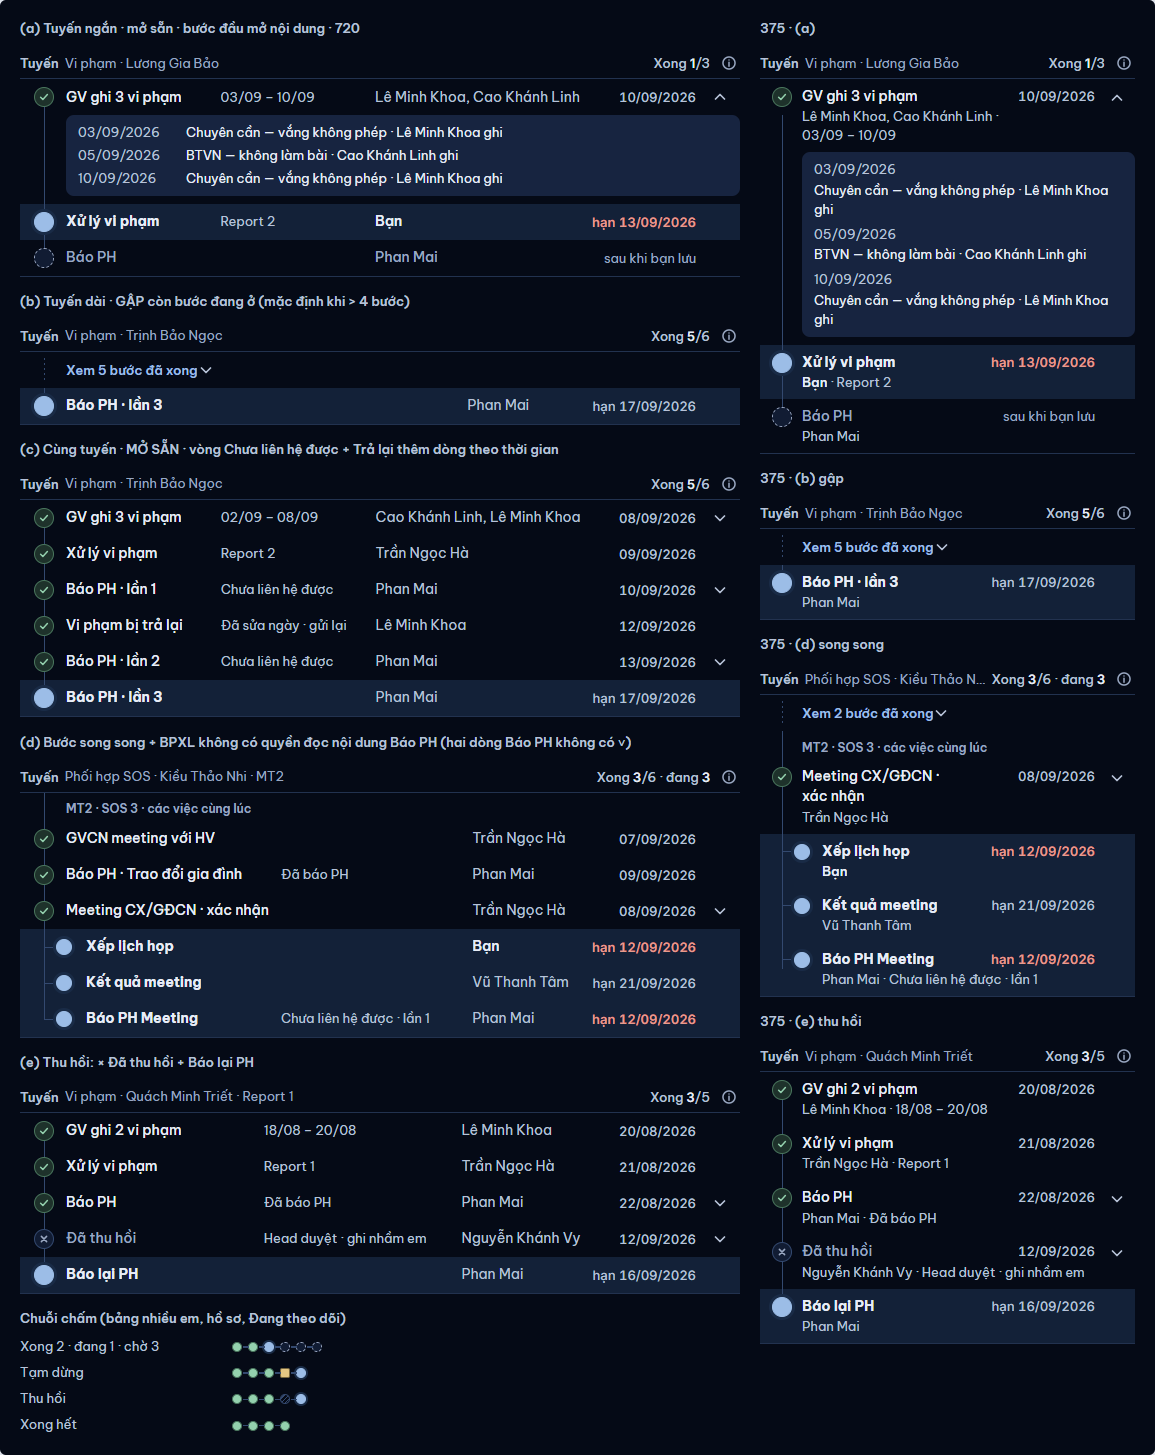 (a) Tuyến ngắn · mở sẵn · bước đầu mở nội dung · 720
Tuyến Vi phạm · Lương Gia Bảo Xong 1/3
GV ghi 3 vi phạm 03/09 – 10/09 Lê Minh Khoa, Cao Khánh Linh 10/09/2026
03/09/2026 Chuyên cần — vắng không phép · Lê Minh Khoa ghi
05/09/2026 BTVN — không làm bài · Cao Khánh Linh ghi
10/09/2026 Chuyên cần — vắng không phép · Lê Minh Khoa ghi
Xử lý vi phạm Report 2 Bạn hạn 13/09/2026
Báo PH Phan Mai sau khi bạn lưu
(b) Tuyến dài · GẬP còn bước đang ở (mặc định khi > 4 bước)
Tuyến Vi phạm · Trịnh Bảo Ngọc Xong 5/6
Xem 5 bước đã xong
Báo PH · lần 3 Phan Mai hạn 17/09/2026
(c) Cùng tuyến · MỞ SẴN · vòng Chưa liên hệ được + Trả lại thêm dòng theo thời gian
Tuyến Vi phạm · Trịnh Bảo Ngọc Xong 5/6
GV ghi 3 vi phạm 02/09 – 08/09 Cao Khánh Linh, Lê Minh Khoa 08/09/2026
Xử lý vi phạm Report 2 Trần Ngọc Hà 09/09/2026
Báo PH · lần 1 Chưa liên hệ được Phan Mai 10/09/2026
Vi phạm bị trả lại Đã sửa ngày · gửi lại Lê Minh Khoa 12/09/2026
Báo PH · lần 2 Chưa liên hệ được Phan Mai 13/09/2026
Báo PH · lần 3 Phan Mai hạn 17/09/2026
(d) Bước song song + BPXL không có quyền đọc nội dung Báo PH (hai dòng Báo PH không có ˅)
Tuyến Phối hợp SOS · Kiều Thảo Nhi · MT2 Xong 3/6 · đang 3
MT2 · SOS 3 · các việc cùng lúc
GVCN meeting với HV Trần Ngọc Hà 07/09/2026
Báo PH · Trao đổi gia đình Đã báo PH Phan Mai 09/09/2026
Meeting CX/GĐCN · xác nhận Trần Ngọc Hà 08/09/2026
Xếp lịch họp Bạn hạn 12/09/2026
Kết quả meeting Vũ Thanh Tâm hạn 21/09/2026
Báo PH Meeting Chưa liên hệ được · lần 1 Phan Mai hạn 12/09/2026
(e) Thu hồi: × Đã thu hồi + Báo lại PH
Tuyến Vi phạm · Quách Minh Triết · Report 1 Xong 3/5
GV ghi 2 vi phạm 18/08 – 20/08 Lê Minh Khoa 20/08/2026
Xử lý vi phạm Report 1 Trần Ngọc Hà 21/08/2026
Báo PH Đã báo PH Phan Mai 22/08/2026
Đã thu hồi Head duyệt · ghi nhầm em Nguyễn Khánh Vy 12/09/2026
Báo lại PH Phan Mai hạn 16/09/2026
Chuỗi chấm (bảng nhiều em, hồ sơ, Đang theo dõi)
Xong 2 · đang 1 · chờ 3
Tạm dừng
Thu hồi
Xong hết
375 · (a)
Tuyến Vi phạm · Lương Gia Bảo Xong 1/3
GV ghi 3 vi phạm 10/09/2026
Lê Minh Khoa, Cao Khánh Linh ·
03/09 – 10/09
03/09/2026
Chuyên cần — vắng không phép · Lê Minh Khoa
ghi
05/09/2026
BTVN — không làm bài · Cao Khánh Linh ghi
10/09/2026
Chuyên cần — vắng không phép · Lê Minh Khoa
ghi
Xử lý vi phạm hạn 13/09/2026
Bạn · Report 2
Báo PH sau khi bạn lưu
Phan Mai
375 · (b) gập
Tuyến Vi phạm · Trịnh Bảo Ngọc Xong 5/6
Xem 5 bước đã xong
Báo PH · lần 3 hạn 17/09/2026
Phan Mai
375 · (d) song song
Tuyến Phối hợp SOS · Kiều Thảo N... Xong 3/6 · đang 3
Xem 2 bước đã xong
MT2 · SOS 3 · các việc cùng lúc
Meeting CX/GĐCN · 08/09/2026
xác nhận
Trần Ngọc Hà
Xếp lịch họp hạn 12/09/2026
Bạn
Kết quả meeting hạn 21/09/2026
Vũ Thanh Tâm
Báo PH Meeting hạn 12/09/2026
Phan Mai · Chưa liên hệ được · lần 1
375 · (e) thu hồi
Tuyến Vi phạm · Quách Minh Triết Xong 3/5
GV ghi 2 vi phạm 20/08/2026
Lê Minh Khoa · 18/08 – 20/08
Xử lý vi phạm 21/08/2026
Trần Ngọc Hà · Report 1
Báo PH 22/08/2026
Phan Mai · Đã báo PH
Đã thu hồi 12/09/2026
Nguyễn Khánh Vy · Head duyệt · ghi nhầm em
Báo lại PH hạn 16/09/2026
Phan Mai